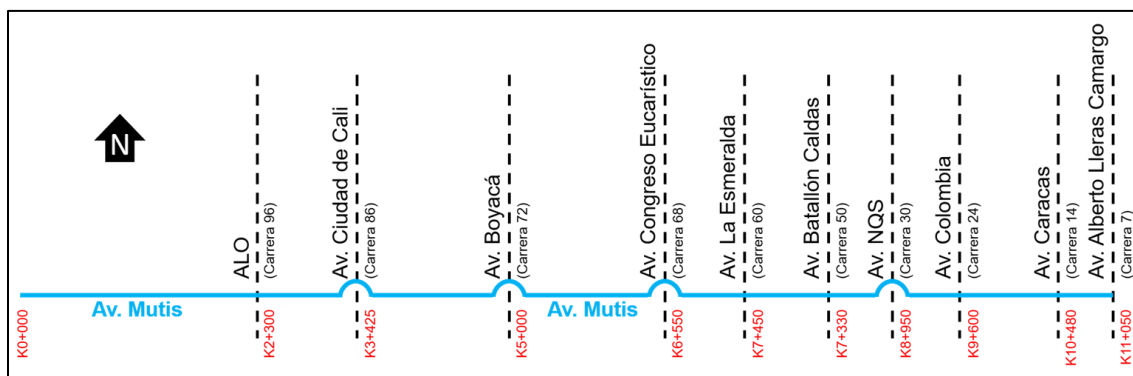 N
ALO
(Carrera 96)
Av. Ciudad de Cali
(Carrera 86)
Av. Boyacá
(Carrera 72)
Av. Congreso Eucarístico
(Carrera 68)
Av. La Esmeralda
(Carrera 60)
Av. Batallón Caldas
(Carrera 50)
Av. NQS
(Carrera 30)
Av. Colombia
(Carrera 24)
Av. Caracas
(Carrera 14)
Av. Alberto Lleras Camargo
(Carrera 7)
Av. Mutis
Av. Mutis
K0+000
K2+300
K3+425
K5+000
K6+550
K7+450
K7+330
K8+950
K9+600
K10+480
K11+050